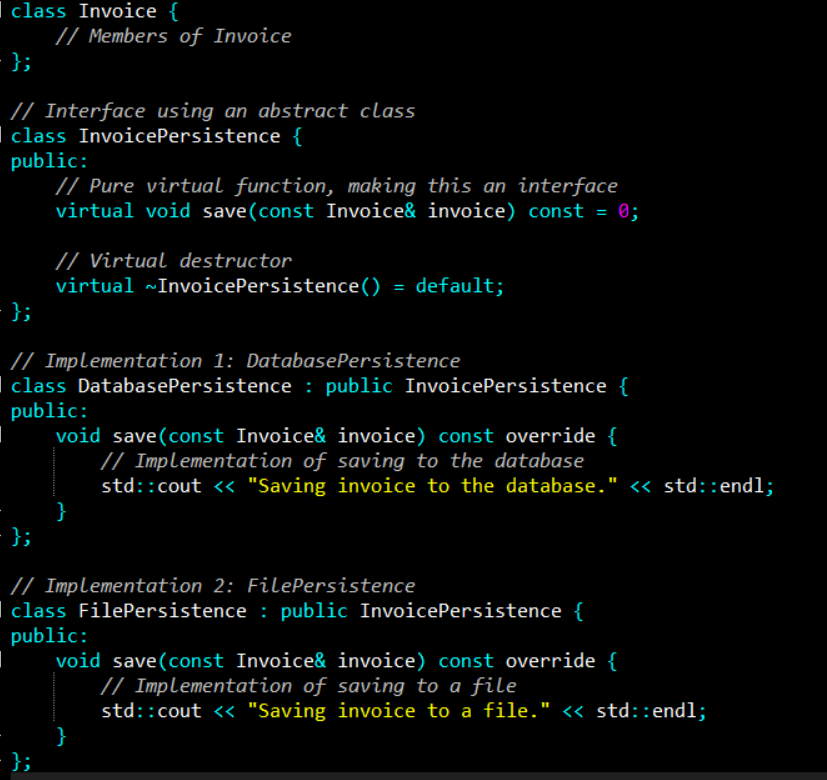 class Invoice {
    // Members of Invoice
};

// Interface using an abstract class
class InvoicePersistence {
public:
    // Pure virtual function, making this an interface
    virtual void save(const Invoice& invoice) const = 0;

    // Virtual destructor
    virtual ~InvoicePersistence() = default;
};

// Implementation 1: DatabasePersistence
class DatabasePersistence : public InvoicePersistence {
public:
    void save(const Invoice& invoice) const override {
        // Implementation of saving to the database
        std::cout << "Saving invoice to the database." << std::endl;
    }
};

// Implementation 2: FilePersistence
class FilePersistence : public InvoicePersistence {
public:
    void save(const Invoice& invoice) const override {
        // Implementation of saving to a file
        std::cout << "Saving invoice to a file." << std::endl;
    }
};